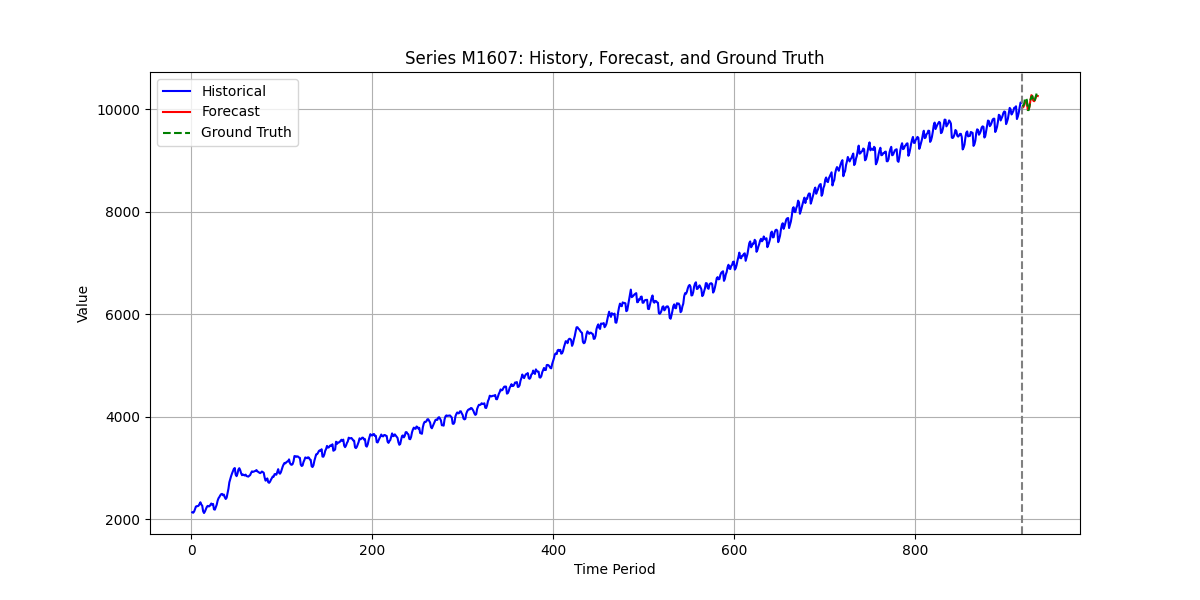 Series M1607: History, Forecast, and Ground Truth
Historical
Forecast
Ground Truth
10000
8000
6000
4000
2000
Value
0 200 400 600 800
Time Period